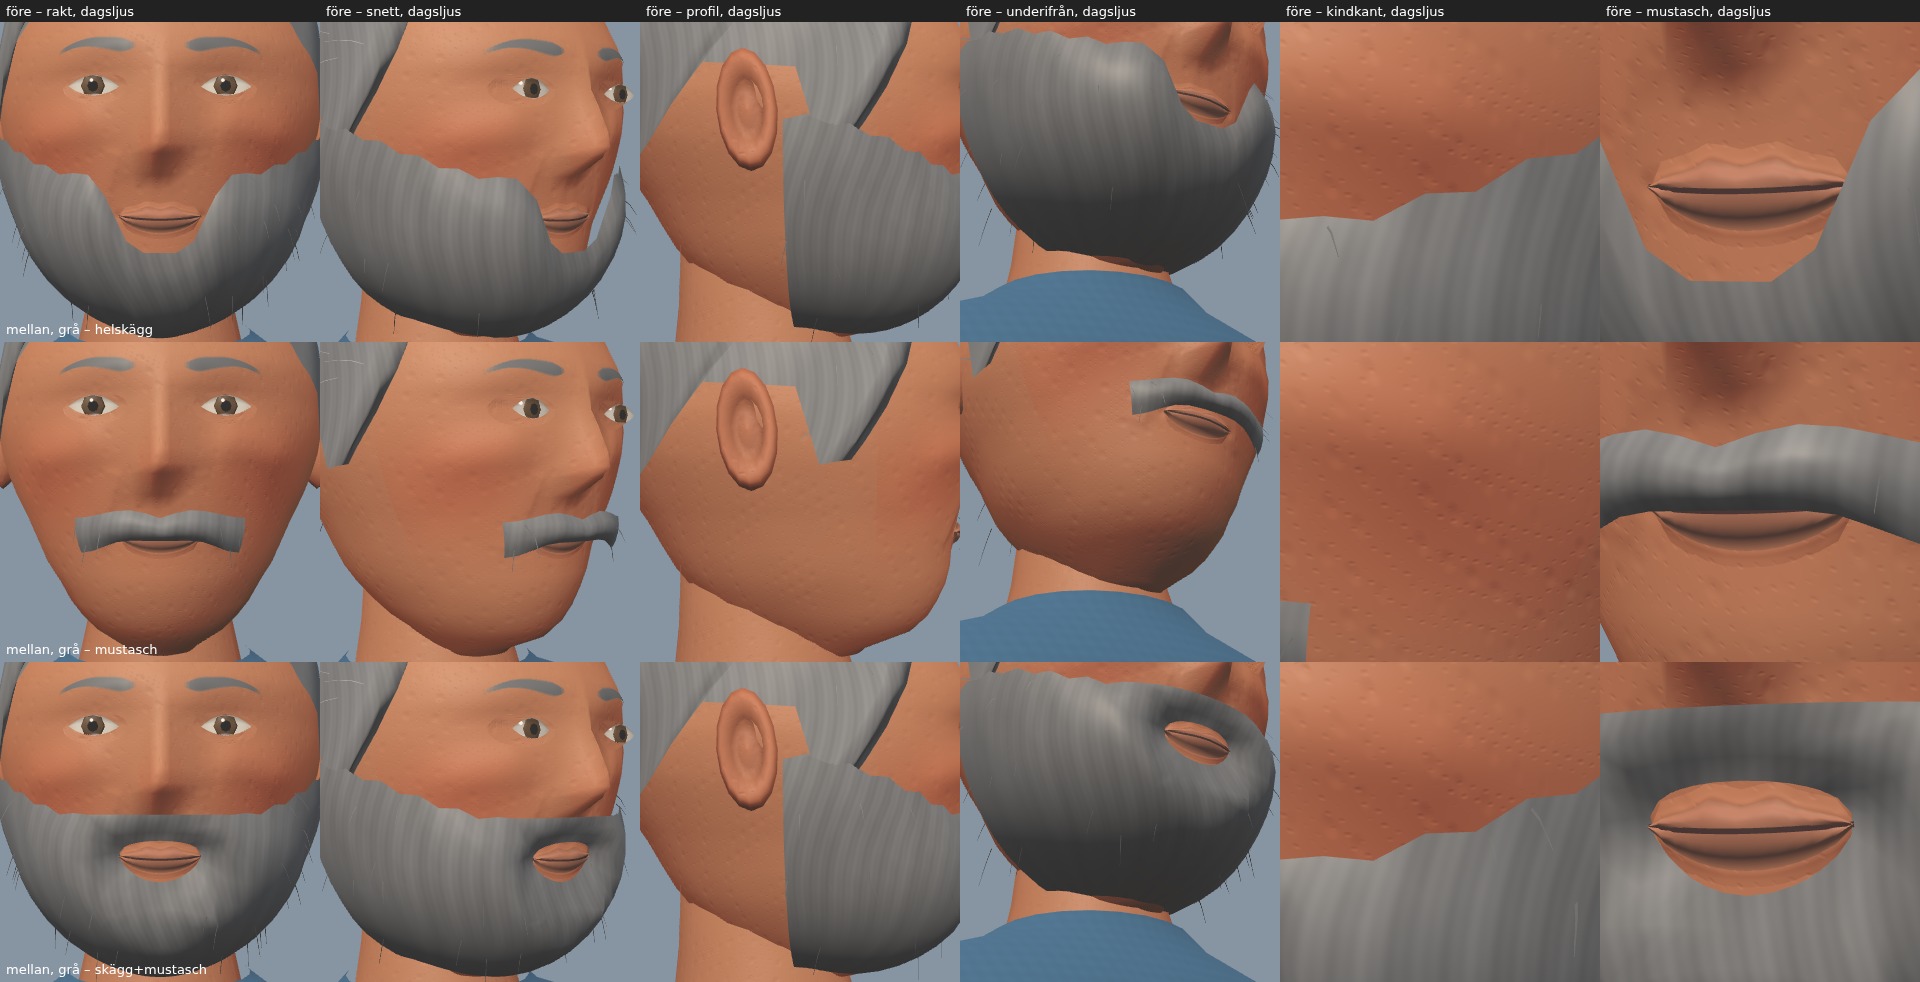 före – rakt, dagsljus
före – snett, dagsljus
före – profil, dagsljus
före – underifrån, dagsljus
före – kindkant, dagsljus
före – mustasch, dagsljus
mellan, grå – helskägg
mellan, grå – mustasch
mellan, grå – skägg+mustasch